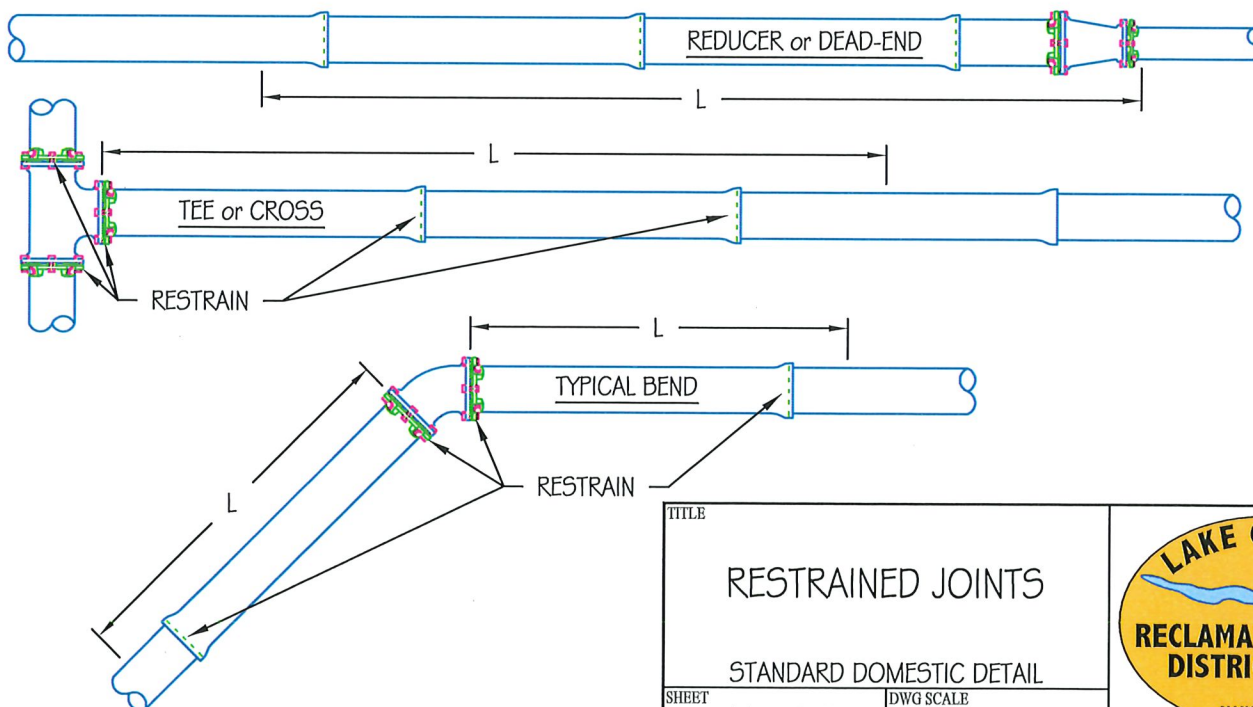 REDUCER or DEAD-END
L
L
TEE or CROSS
RESTRAIN
L
TYPICAL BEND
L
RESTRAIN
TITLE
RESTRAINED JOINTS
STANDARD DOMESTIC DETAIL
SHEET
DWG SCALE
LAKE
RECLAMA
DISTRI